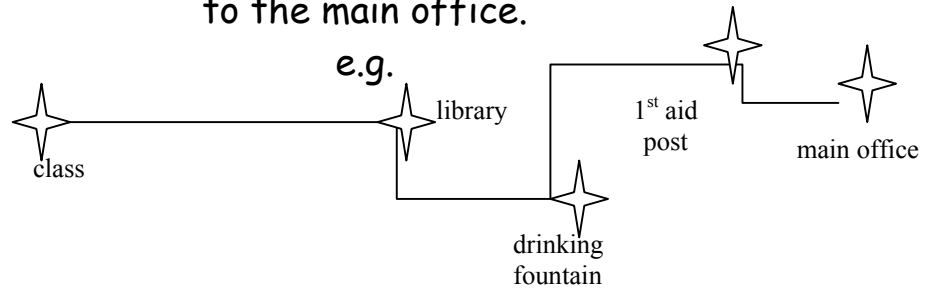 to the main office.
e.g.
library
1st aid
post
main office
class
drinking
fountain